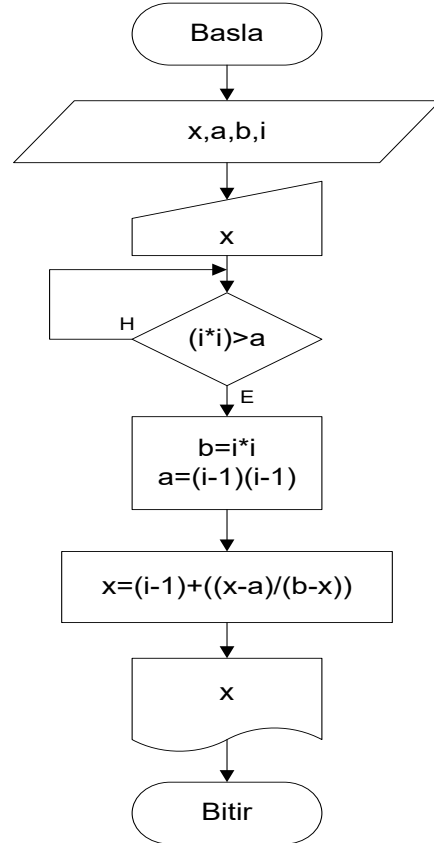 Basla
x,a,b,i
x
(i*i)>a
H
E
b=i*i
a=(i-1)(i-1)
x=(i-1)+((x-a)/(b-x))
x
Bitir